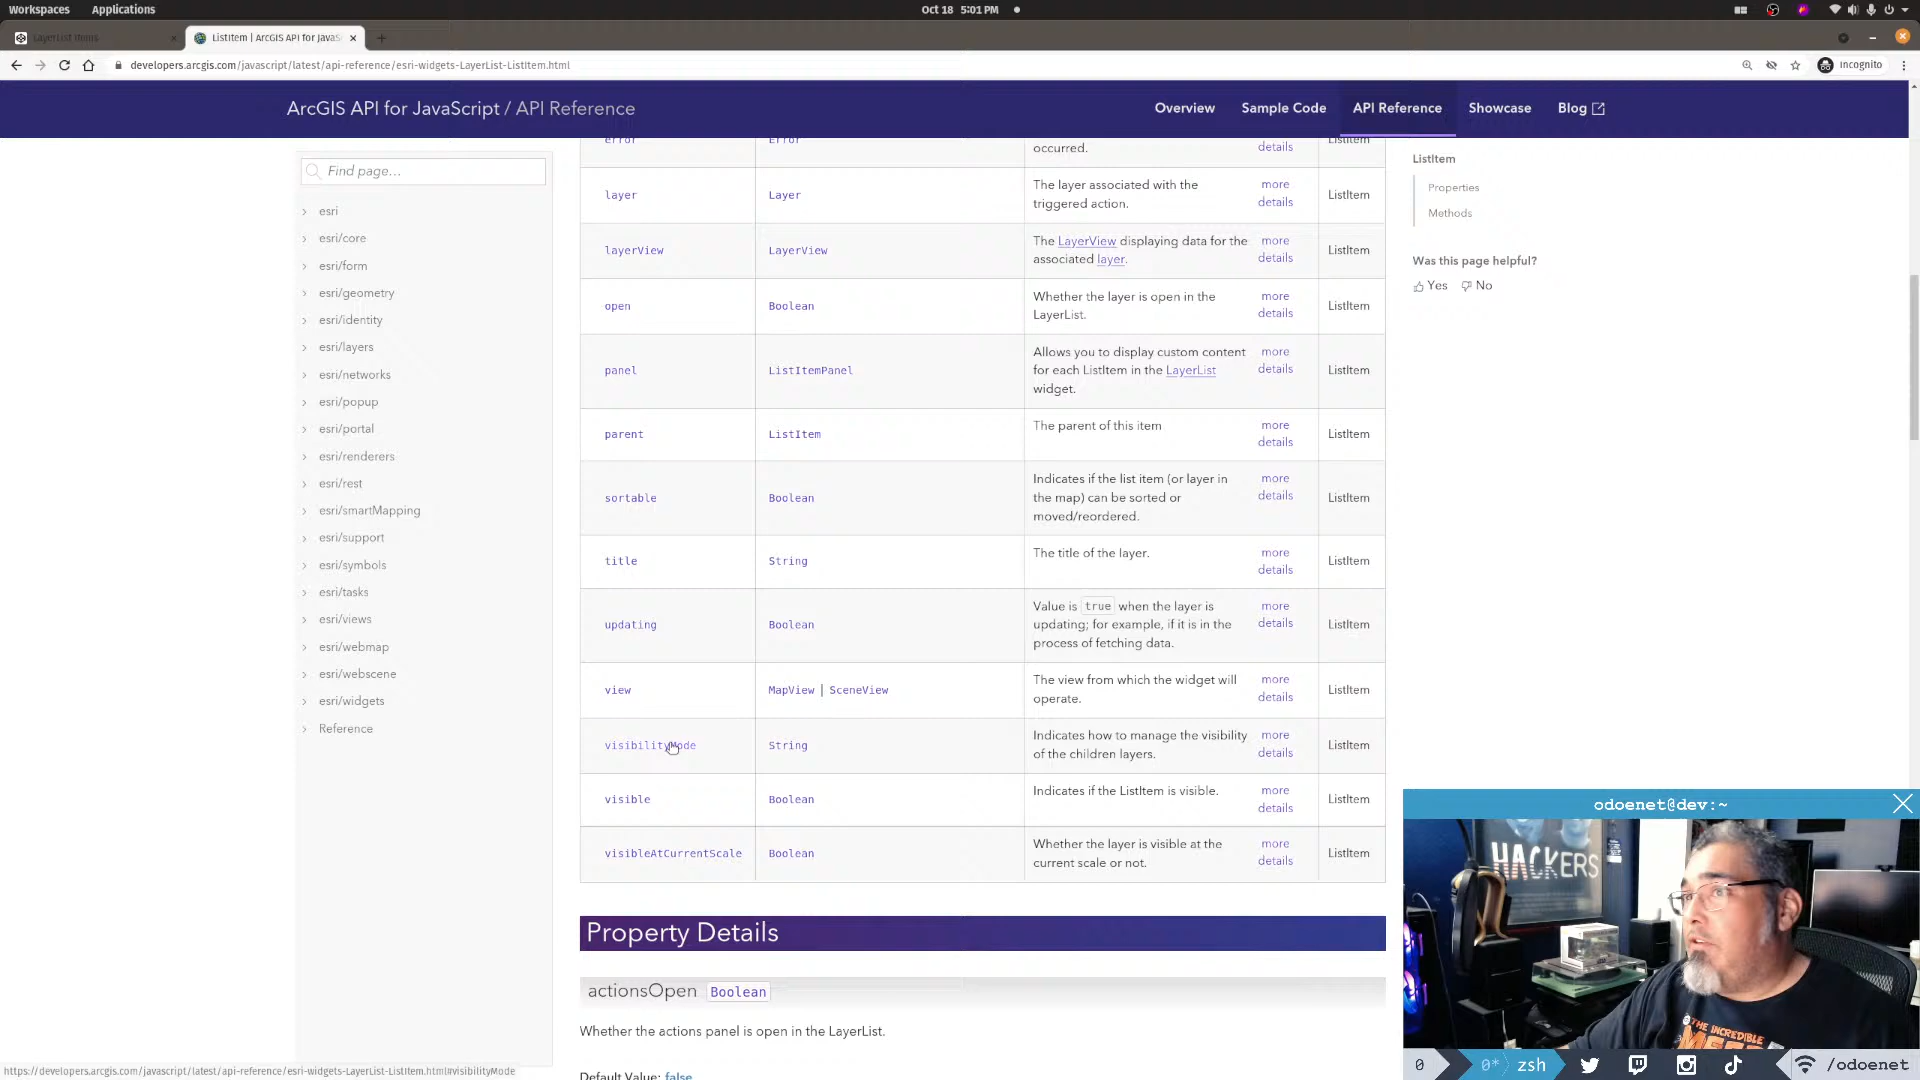 Workspaces Applications Oct 18 5:01 PM
LayerList Items ListItem | ArcGIS API for JavaS
developers.arcgis.com/javascript/latest/api-reference/esri-widgets-LayerList-ListItem.html Incognito
ArcGIS API for JavaScript / API Reference Overview Sample Code API Reference Showcase Blog
Find page...
esri
esri/core
esri/form
esri/geometry
esri/identity
esri/layers
esri/networks
esri/popup
esri/portal
esri/renderers
esri/rest
esri/smartMapping
esri/support
esri/symbols
esri/tasks
esri/views
esri/webmap
esri/webscene
esri/widgets
Reference
error Error occurred. more details ListItem
layer Layer The layer associated with the triggered action. more details ListItem
layerView LayerView The LayerView displaying data for the associated layer. more details ListItem
open Boolean Whether the layer is open in the LayerList. more details ListItem
panel ListItemPanel Allows you to display custom content for each ListItem in the LayerList widget. more details ListItem
parent ListItem The parent of this item more details ListItem
sortable Boolean Indicates if the list item (or layer in the map) can be sorted or moved/reordered. more details ListItem
title String The title of the layer. more details ListItem
updating Boolean Value is true when the layer is updating; for example, if it is in the process of fetching data. more details ListItem
view MapView | SceneView The view from which the widget will operate. more details ListItem
visibilityMode String Indicates how to manage the visibility of the children layers. more details ListItem
visible Boolean Indicates if the ListItem is visible. more details ListItem
visibleAtCurrentScale Boolean Whether the layer is visible at the current scale or not. more details ListItem
Property Details
actionsOpen Boolean
Whether the actions panel is open in the LayerList.
Default Value: false
ListItem
Properties
Methods
Was this page helpful?
Yes No
odoenet@dev:~
HACKERS
THE INCREDIBLE
0 0* zsh /odoenet
https://developers.arcgis.com/javascript/latest/api-reference/esri-widgets-LayerList-ListItem.html#visibilityMode